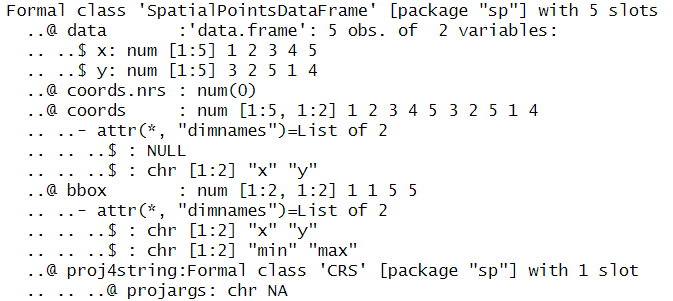 Formal class 'SpatialPointsDataFrame' [package "sp"] with 5 slots
  ..@ data       :'data.frame': 5 obs. of  2 variables:
  .. ..$ x: num [1:5] 1 2 3 4 5
  .. ..$ y: num [1:5] 3 2 5 1 4
  ..@ coords.nrs : num(0)
  ..@ coords     : num [1:5, 1:2] 1 2 3 4 5 3 2 5 1 4
  .. ..- attr(*, "dimnames")=List of 2
  .. .. ..$ : NULL
  .. .. ..$ : chr [1:2] "x" "y"
  ..@ bbox       : num [1:2, 1:2] 1 1 5 5
  .. ..- attr(*, "dimnames")=List of 2
  .. .. ..$ : chr [1:2] "x" "y"
  .. .. ..$ : chr [1:2] "min" "max"
  ..@ proj4string:Formal class 'CRS' [package "sp"] with 1 slot
  .. .. ..@ projargs: chr NA